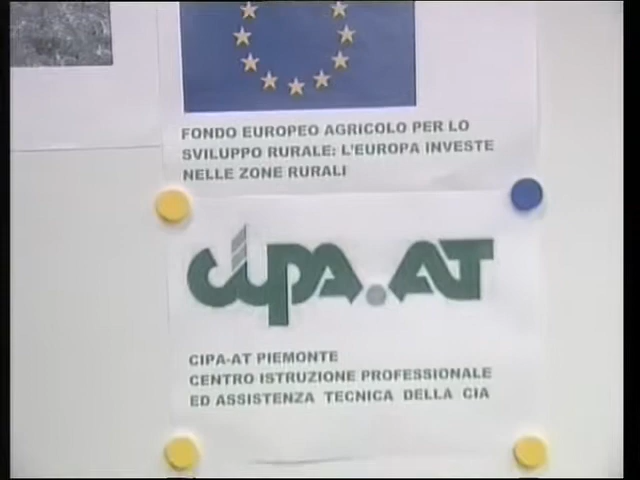 FONDO EUROPEO AGRICOLO PER LO
SVILUPPO RURALE: L'EUROPA INVESTE
NELLE ZONE RURALI
CIPA.AT
CIPA-AT PIEMONTE
CENTRO ISTRUZIONE PROFESSIONALE
ED ASSISTENZA TECNICA DELLA CIA